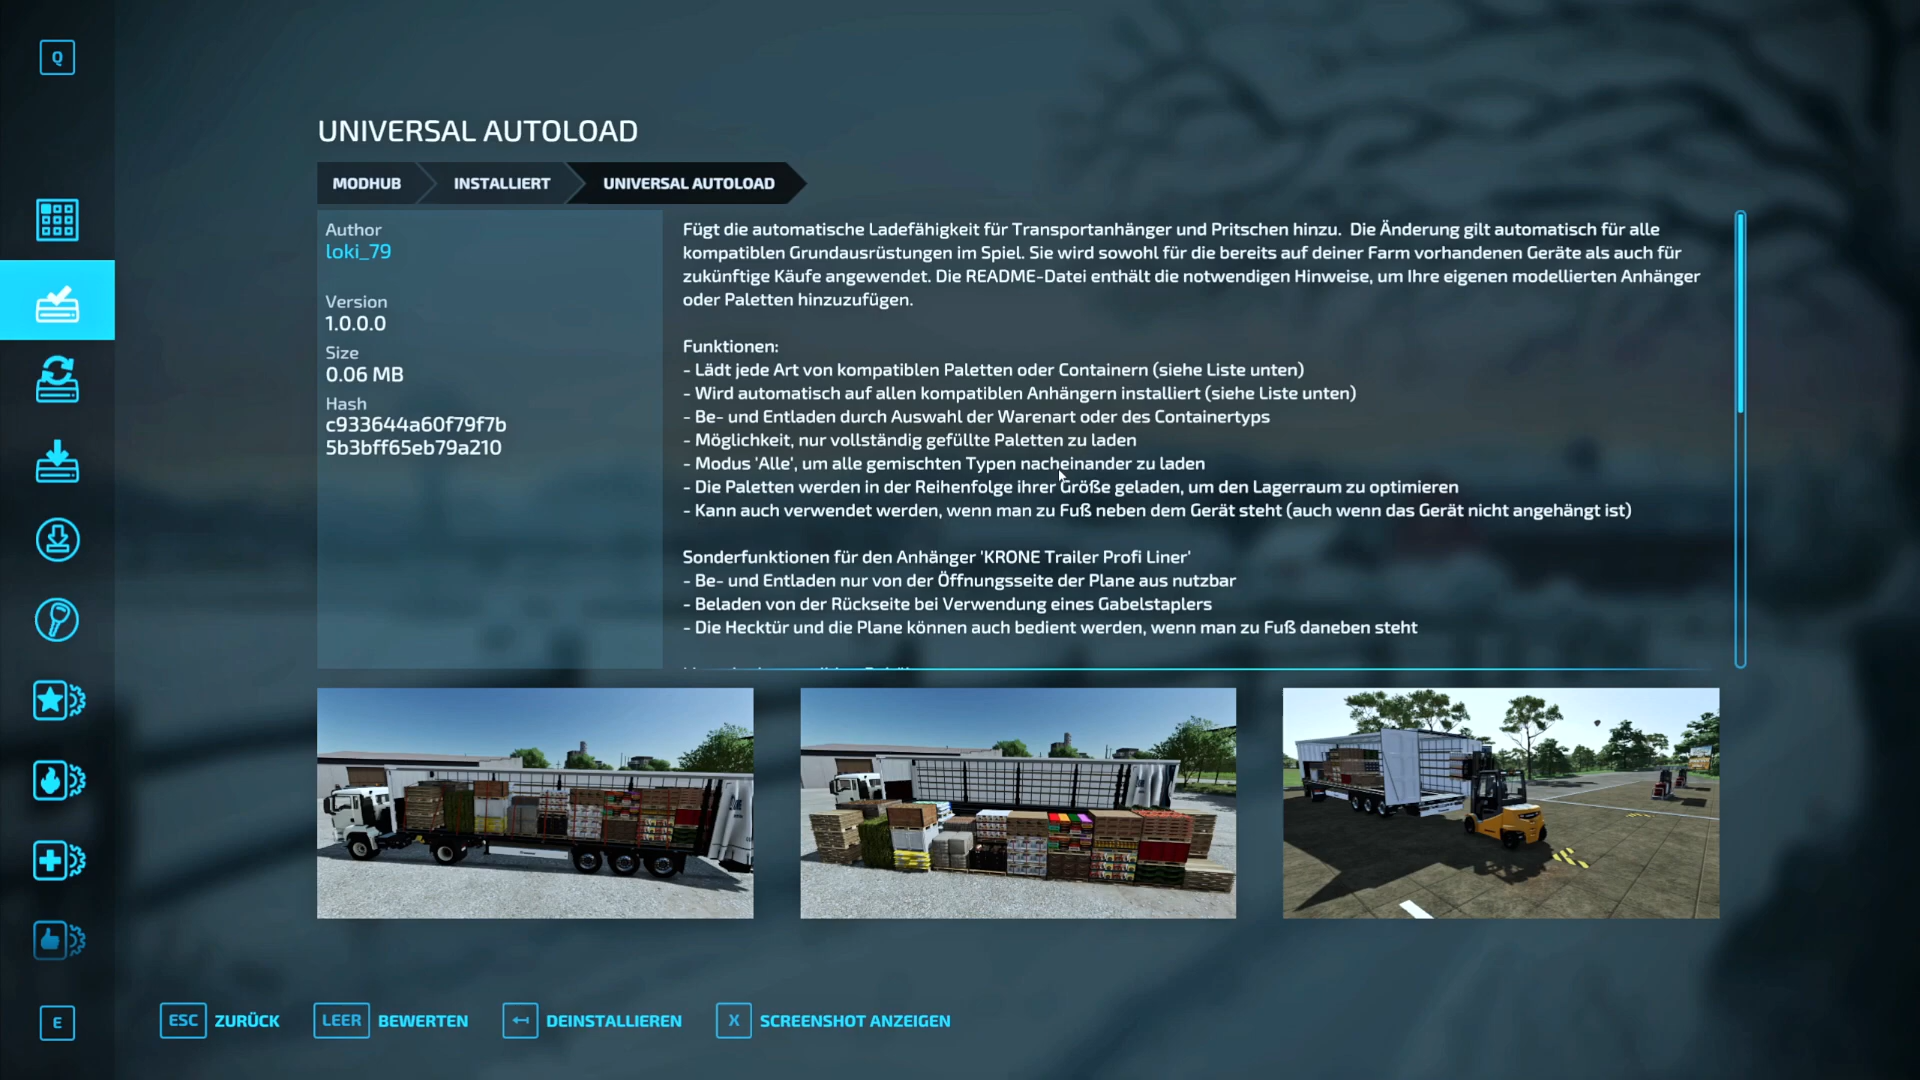 Q
UNIVERSAL AUTOLOAD
MODHUB INSTALLIERT UNIVERSAL AUTOLOAD
Author
loki_79
Version
1.0.0.0
Size
0.06 MB
Hash
c933644a60f79f7b
5b3bff65eb79a210
Fügt die automatische Ladefähigkeit für Transportanhänger und Pritschen hinzu. Die Änderung gilt automatisch für alle
kompatiblen Grundausrüstungen im Spiel. Sie wird sowohl für die bereits auf deiner Farm vorhandenen Geräte als auch für
zukünftige Käufe angewendet. Die README-Datei enthält die notwendigen Hinweise, um Ihre eigenen modellierten Anhänger
oder Paletten hinzuzufügen.
Funktionen:
- Lädt jede Art von kompatiblen Paletten oder Containern (siehe Liste unten)
- Wird automatisch auf allen kompatiblen Anhängern installiert (siehe Liste unten)
- Be- und Entladen durch Auswahl der Warenart oder des Containertyps
- Möglichkeit, nur vollständig gefüllte Paletten zu laden
- Modus 'Alle', um alle gemischten Typen nacheinander zu laden
- Die Paletten werden in der Reihenfolge ihrer Größe geladen, um den Lagerraum zu optimieren
- Kann auch verwendet werden, wenn man zu Fuß neben dem Gerät steht (auch wenn das Gerät nicht angehängt ist)
Sonderfunktionen für den Anhänger 'KRONE Trailer Profi Liner'
- Be- und Entladen nur von der Öffnungsseite der Plane aus nutzbar
- Beladen von der Rückseite bei Verwendung eines Gabelstaplers
- Die Hecktür und die Plane können auch bedient werden, wenn man zu Fuß daneben steht
E
ESC ZURÜCK LEER BEWERTEN DEINSTALLIEREN X SCREENSHOT ANZEIGEN